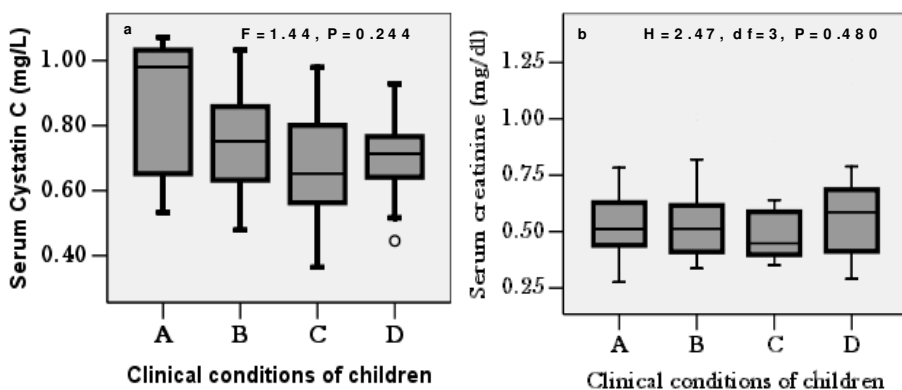 a
F=1.44, P=0.244
Serum Cystatin C (mg/L)
1.00
0.80
0.60
0.40
A B C D
Clinical conditions of children
b
H=2.47, df=3, P=0.480
Serum creatinine (mg/dl)
1.25
1.00
0.75
0.50
0.25
A B C D
Clinical conditions of children